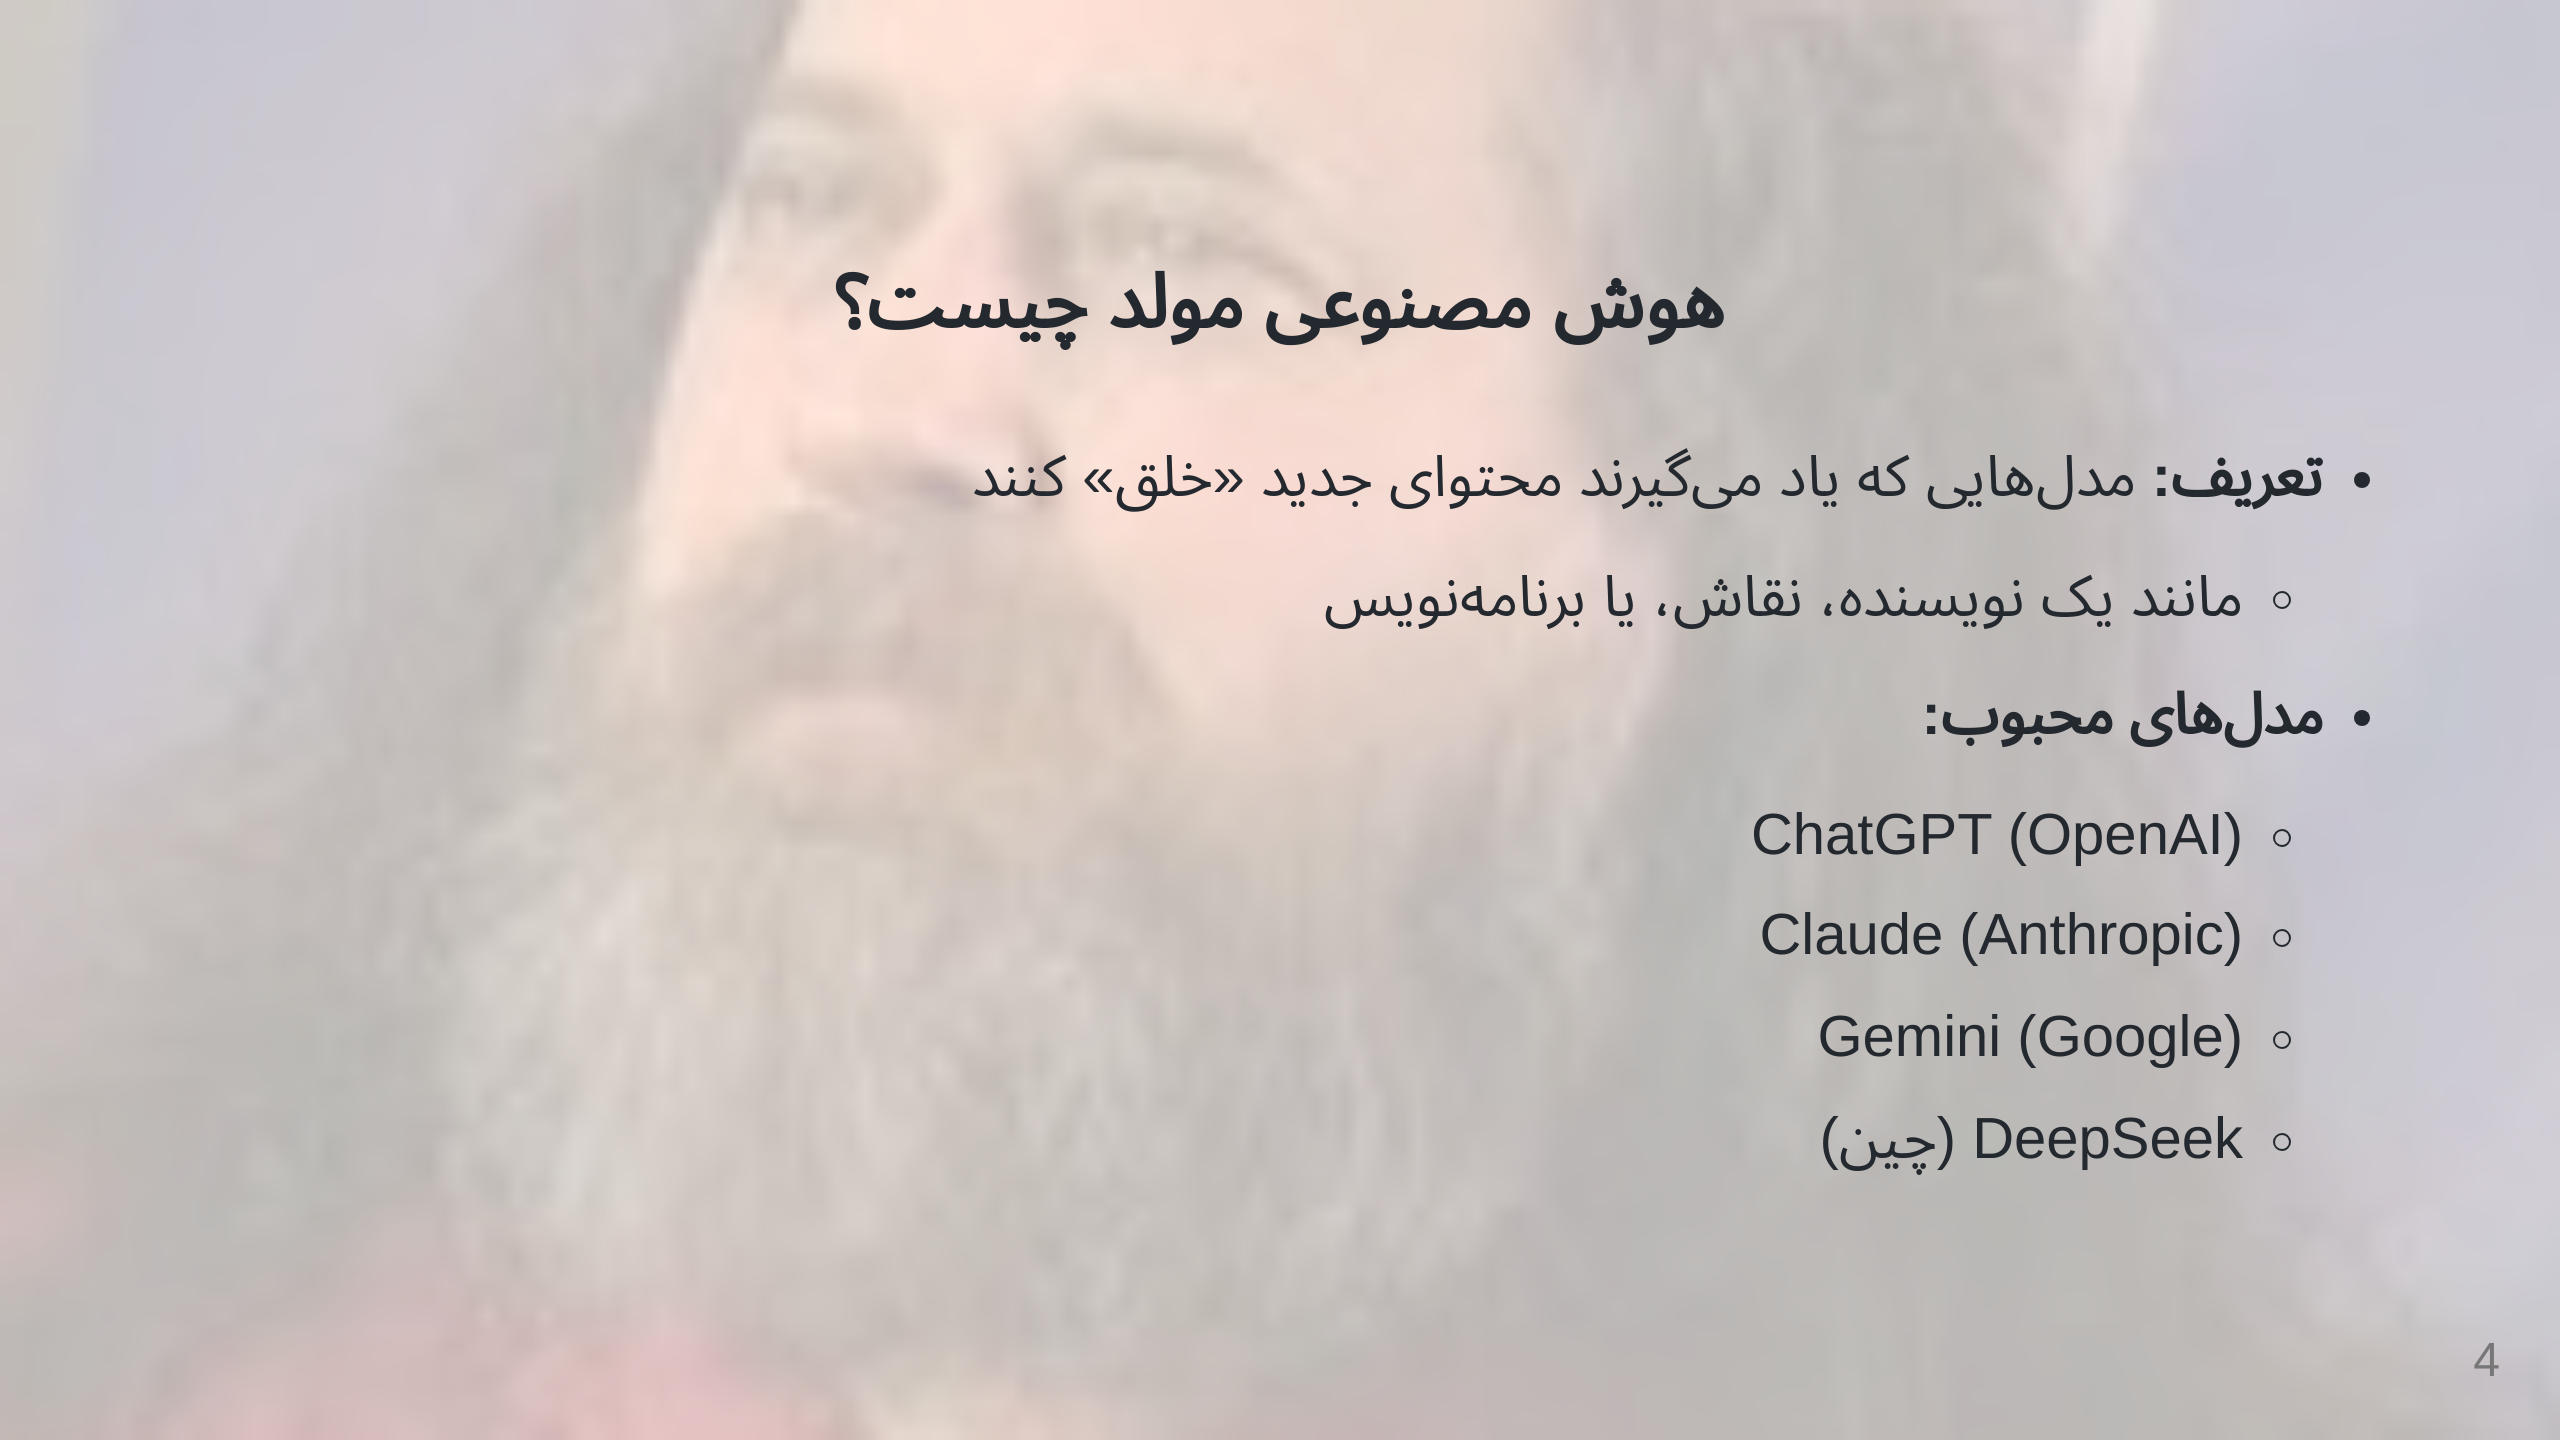 هوش مصنوعی مولد چیست؟
• تعریف: مدل‌هایی که یاد می‌گیرند محتوای جدید «خلق» کنند
◦ مانند یک نویسنده، نقاش، یا برنامه‌نویس
• مدل‌های محبوب:
◦ ChatGPT (OpenAI)
◦ Claude (Anthropic)
◦ Gemini (Google)
◦ DeepSeek (چین)
4